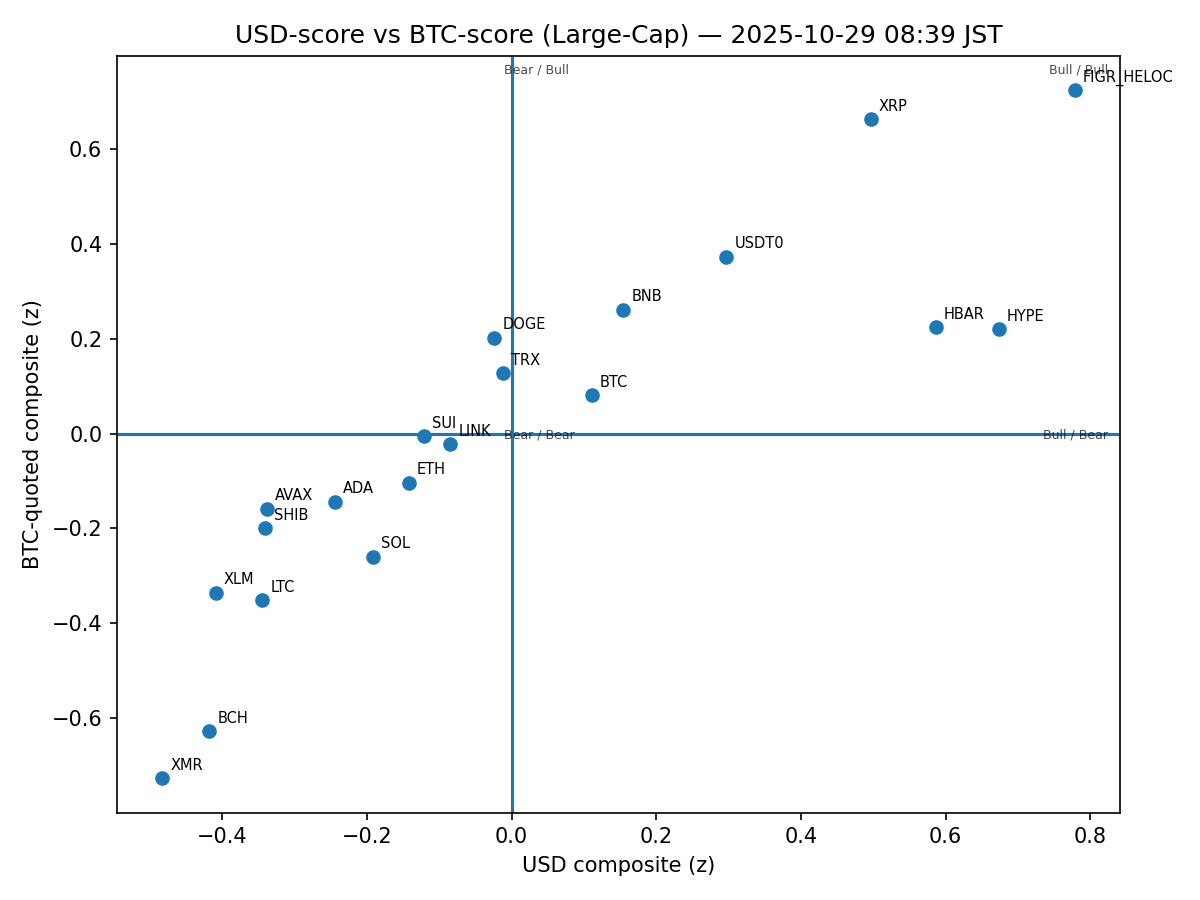 USD-score vs BTC-score (Large-Cap) — 2025-10-29 08:39 JST
Bear / Bull
Bull / Bull
FIGR_HELOC
XRP
0.6
USDT0
0.4
BNB
HBAR
HYPE
DOGE
0.2
TRX
BTC
SUI
LINK
0.0
Bear / Bear
Bull / Bear
ETH
ADA
AVAX
SHIB
−0.2
SOL
XLM
LTC
−0.4
−0.6
BCH
XMR
BTC-quoted composite (z)
−0.4
−0.2
0.0
0.2
0.4
0.6
0.8
USD composite (z)